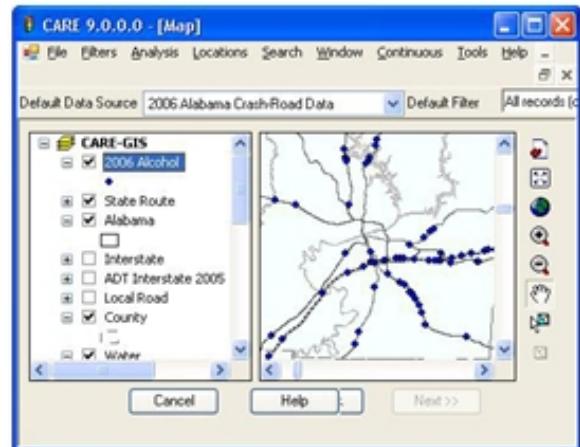 CARE 9.0.0.0 - [Map]
File Filters Analysis Locations Search Window Continuous Tools Help
Default Data Source 2006 Alabama Crash-Road Data Default Filter All records (
CARE-GIS
2006 Alcohol
State Route
Alabama
Interstate
ADT Interstate 2005
Local Road
County
Water
Cancel Help Next >>